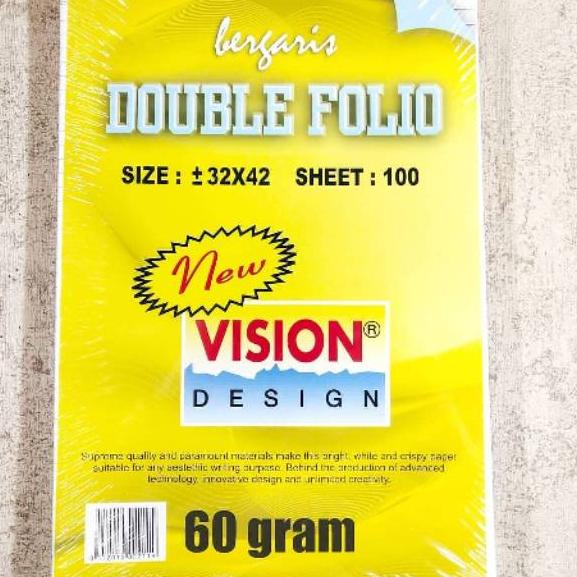 bergaris
DOUBLE FOLIO
SIZE : ± 32X42 SHEET : 100
New
VISION®
DESIGN
Supreme quality and paramount materials make this bright, white and crispy paper
suitable for any aesthetic writing purpose. Behind the production of advanced
technology, innovative design and unlimited creativity.
60 gram